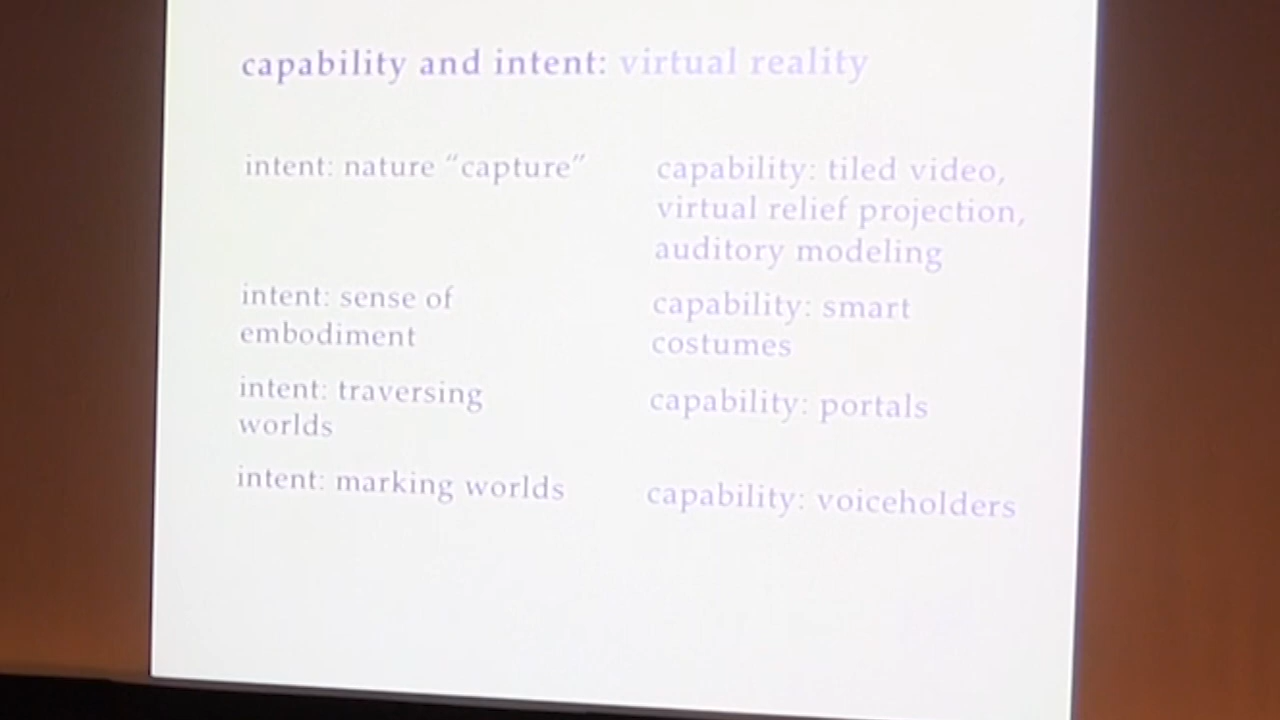 capability and intent: virtual reality
intent: nature “capture”
capability: tiled video,
virtual relief projection,
auditory modeling
intent: sense of
embodiment
capability: smart
costumes
intent: traversing
worlds
capability: portals
intent: marking worlds
capability: voiceholders